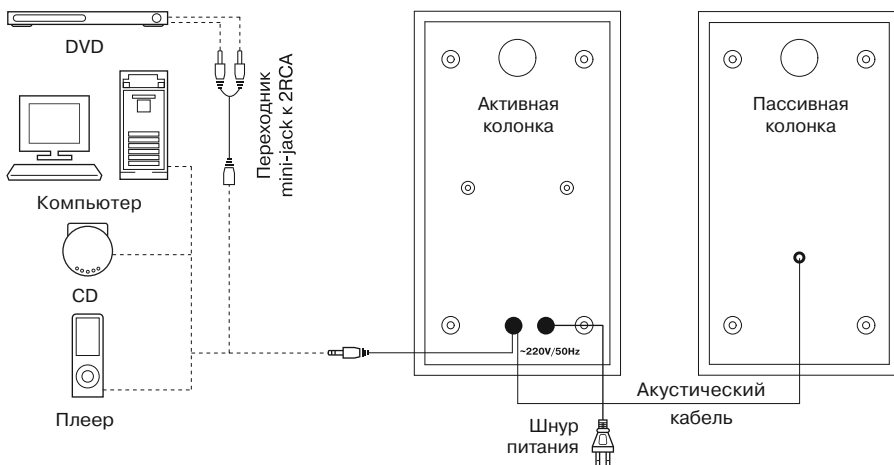 DVD
Компьютер
CD
Плеер
Переходник
mini-jack к 2RCA
Активная
колонка
~220V/50Hz
Шнур
питания
Пассивная
колонка
Акустический
кабель